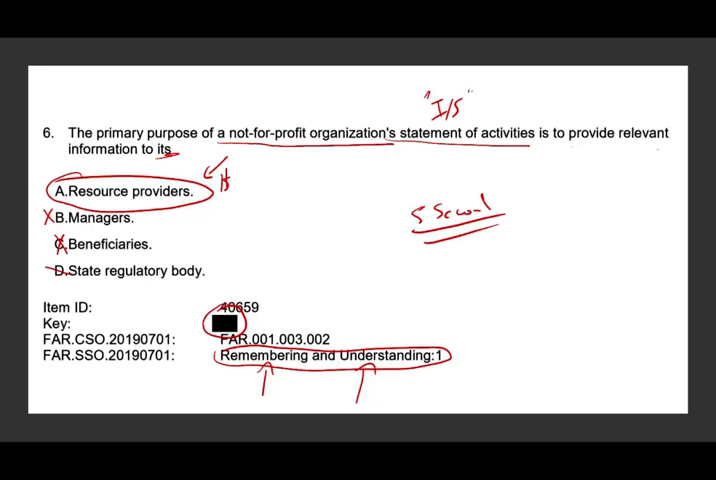 "I/S"
6. The primary purpose of a not-for-profit organization's statement of activities is to provide relevant
information to its
A.Resource providers.
B.Managers.
C.Beneficiaries.
D.State regulatory body.
Item ID: 40659
Key:
FAR.CSO.20190701: FAR.001.003.002
FAR.SSO.20190701: Remembering and Understanding:1